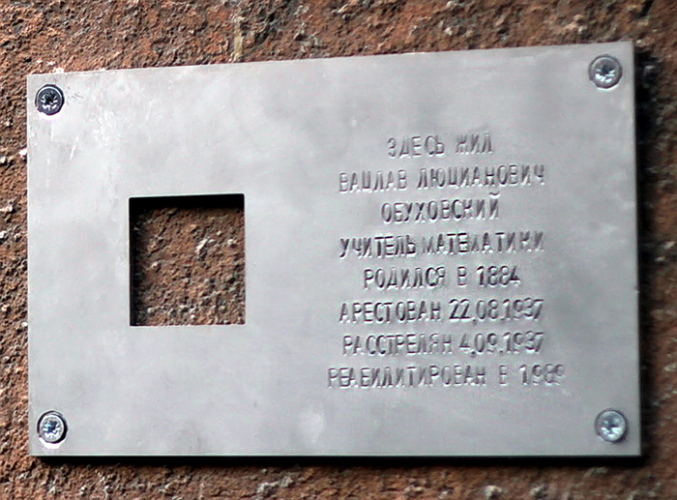 ЗДЕСЬ ЖИЛ
ВАЦЛАВ ЛЮЦИАНОВИЧ
ОБУХОВСКИЙ
УЧИТЕЛЬ МАТЕМАТИКИ
РОДИЛСЯ В 1884
АРЕСТОВАН 22.08.1937
РАССТРЕЛЯН 4.09.1937
РЕАБИЛИТИРОВАН В 1989